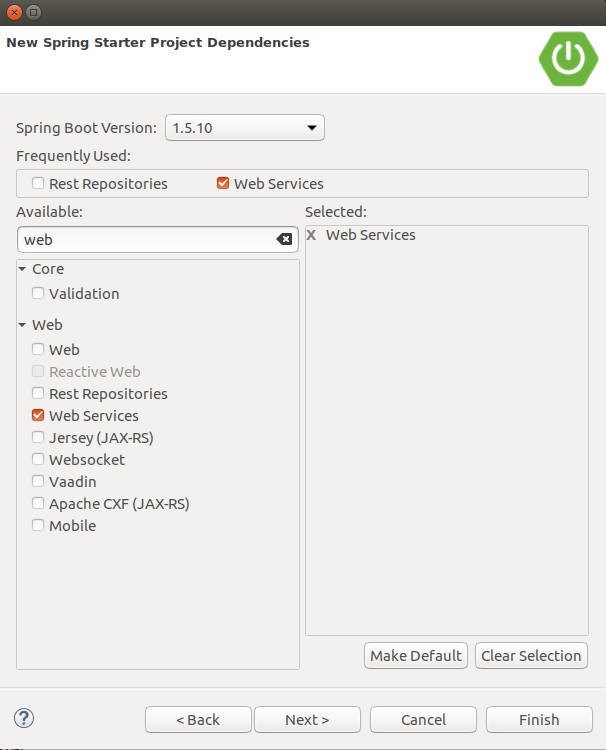 New Spring Starter Project Dependencies
Spring Boot Version: 1.5.10
Frequently Used:
Rest Repositories Web Services
Available: Selected:
web
X Web Services
Core
Validation
Web
Web
Reactive Web
Rest Repositories
Web Services
Jersey (JAX-RS)
Websocket
Vaadin
Apache CXF (JAX-RS)
Mobile
Make Default Clear Selection
? < Back Next > Cancel Finish